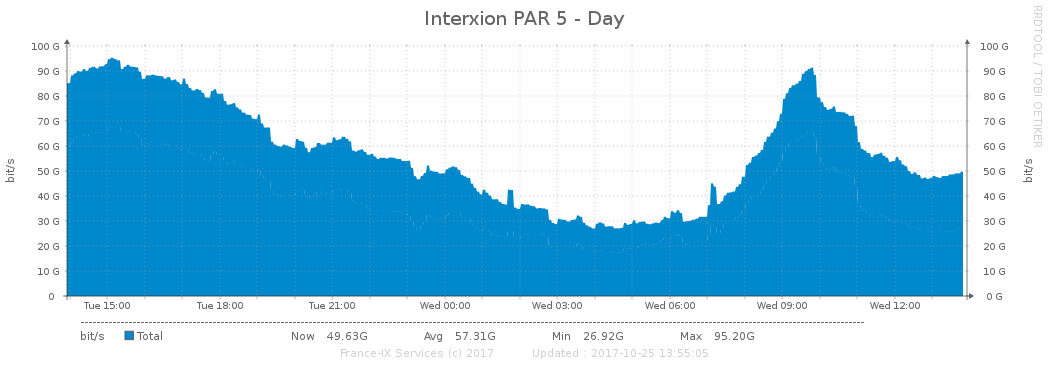 Interxion PAR 5 - Day
RRDTOOL / TOBI OETIKER
bit/s
bit/s
100 G 100 G
90 G 90 G
80 G 80 G
70 G 70 G
60 G 60 G
50 G 50 G
40 G 40 G
30 G 30 G
20 G 20 G
10 G 10 G
0 0 G
Tue 15:00 Tue 18:00 Tue 21:00 Wed 00:00 Wed 03:00 Wed 06:00 Wed 09:00 Wed 12:00
bit/s Total Now 49.63G Avg 57.31G Min 26.92G Max 95.20G
France-IX Services (c) 2017 Updated : 2017-10-25 13:55:05